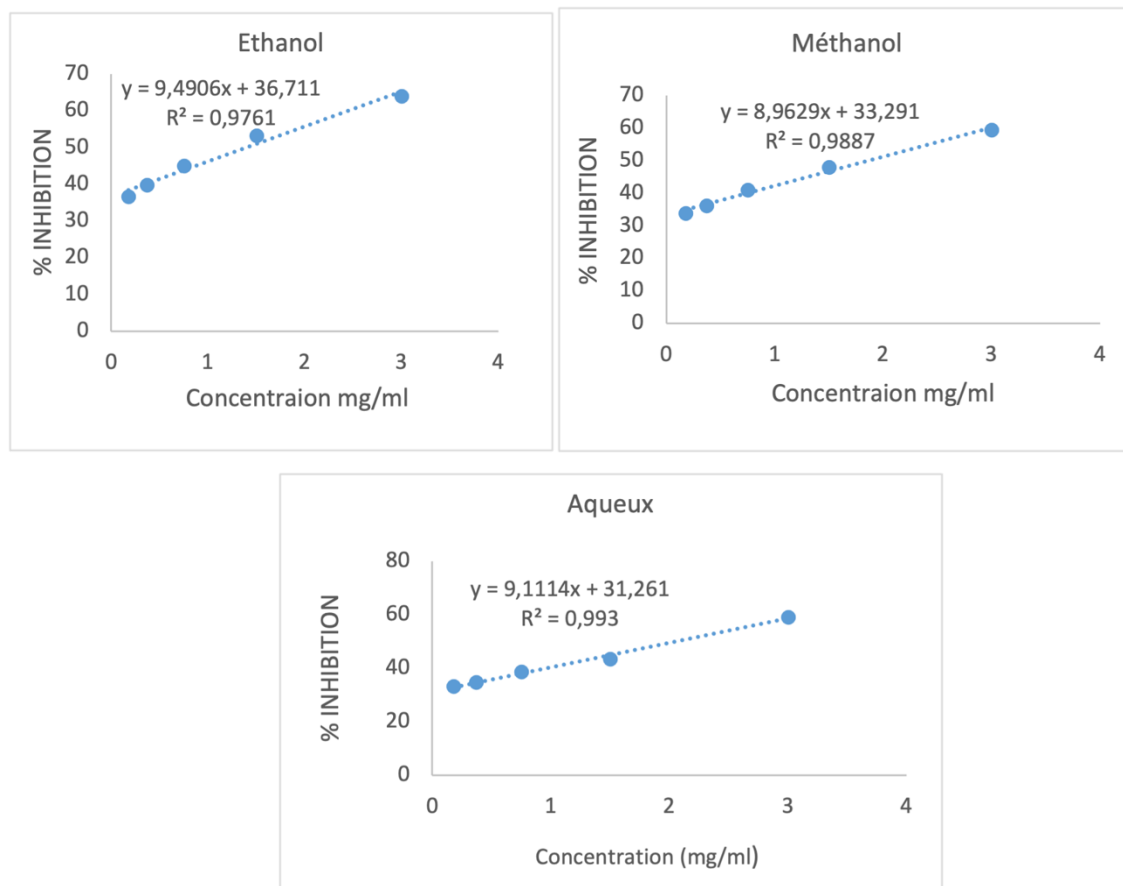 Ethanol
y = 9,4906x + 36,711
R² = 0,9761
70
60
50
40
30
20
10
0
% INHIBITION
0 1 2 3 4
Concentraion mg/ml
Méthanol
y = 8,9629x + 33,291
R² = 0,9887
70
60
50
40
30
20
10
0
% INHIBITION
0 1 2 3 4
Concentraion mg/ml
Aqueux
y = 9,1114x + 31,261
R² = 0,993
80
60
40
20
0
% INHIBITION
0 1 2 3 4
Concentration (mg/ml)